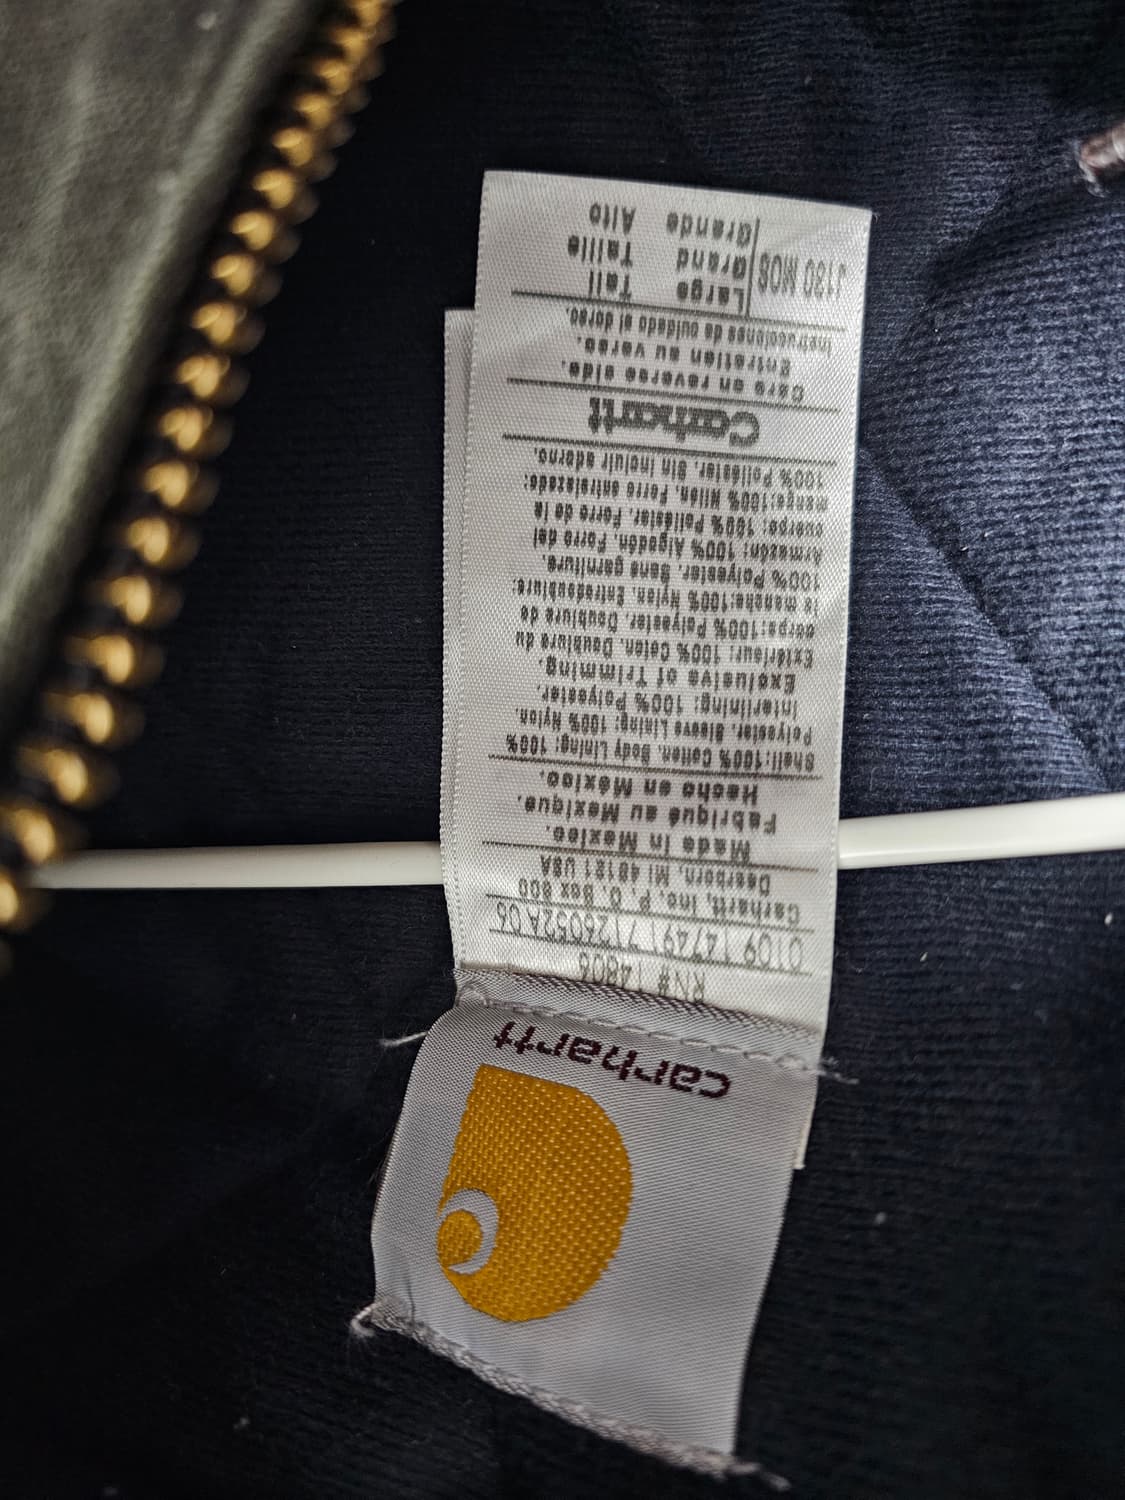 carhartt
RN# 14806
0109 147491 7126052A 06
Carhartt, Inc, P. O. Box 600
Dearborn, MI 48121 USA
Made in Mexico.
Fabriqué au Mexique.
Hecho en México.
Shell:100% Cotton. Body Lining: 100%
Polyester. Sleeve Lining: 100% Nylon.
Interlining: 100% Polyester.
Exclusive of Trimming.
Extérieur: 100% Coton. Doublure du
corps:100% Polyester. Doublure de
la manche:100% Nylon. Entredoublure:
100% Polyester. Sans garniture.
Armazón: 100% Algodón. Forro del
cuerpo: 100% Poliéster. Forro de la
manga:100% Nilon. Forro entrelazado:
100% Poliéster. Sin incluir adorno.
Carhartt
Care on reverse side.
Entretien au verso.
Instrucciones de cuidado al dorso.
J130 MOS
Large Tall
Grand Taille
Grande Alto